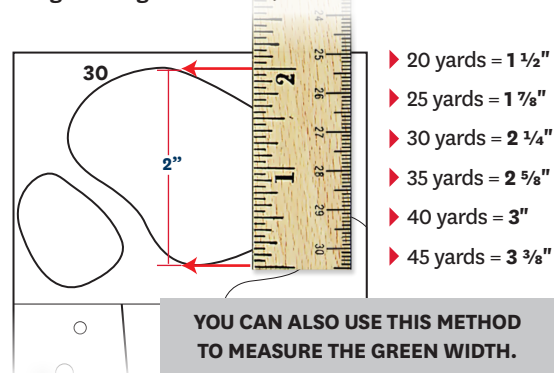 30
2”
24
25
26
27
28
29
30
2
1
20 yards = 1 ½"
25 yards = 1 ⅞"
30 yards = 2 ¼"
35 yards = 2 ⅝"
40 yards = 3"
45 yards = 3 ⅜"
YOU CAN ALSO USE THIS METHOD
TO MEASURE THE GREEN WIDTH.